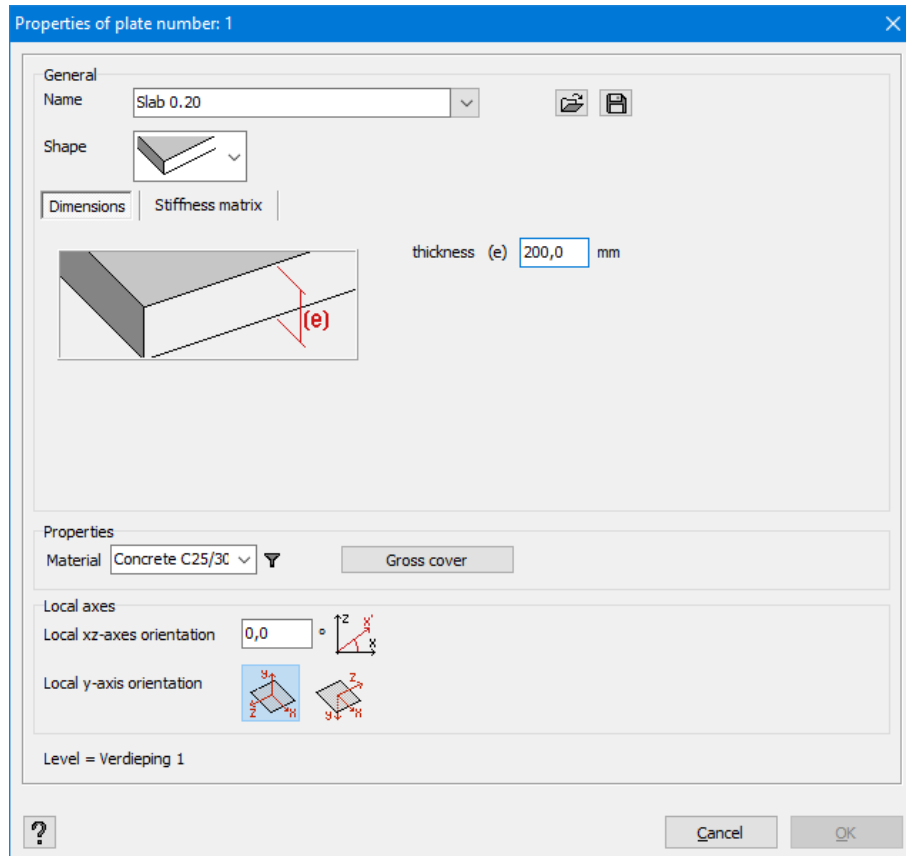 Properties of plate number: 1
General
Name Slab 0.20
Shape
Dimensions Stiffness matrix
thickness (e) 200,0 mm
(e)
Properties
Material Concrete C25/30 Gross cover
Local axes
Local xz-axes orientation 0,0 ° z x' x
Local y-axis orientation y z x z y x
Level = Verdieping 1
? Cancel OK